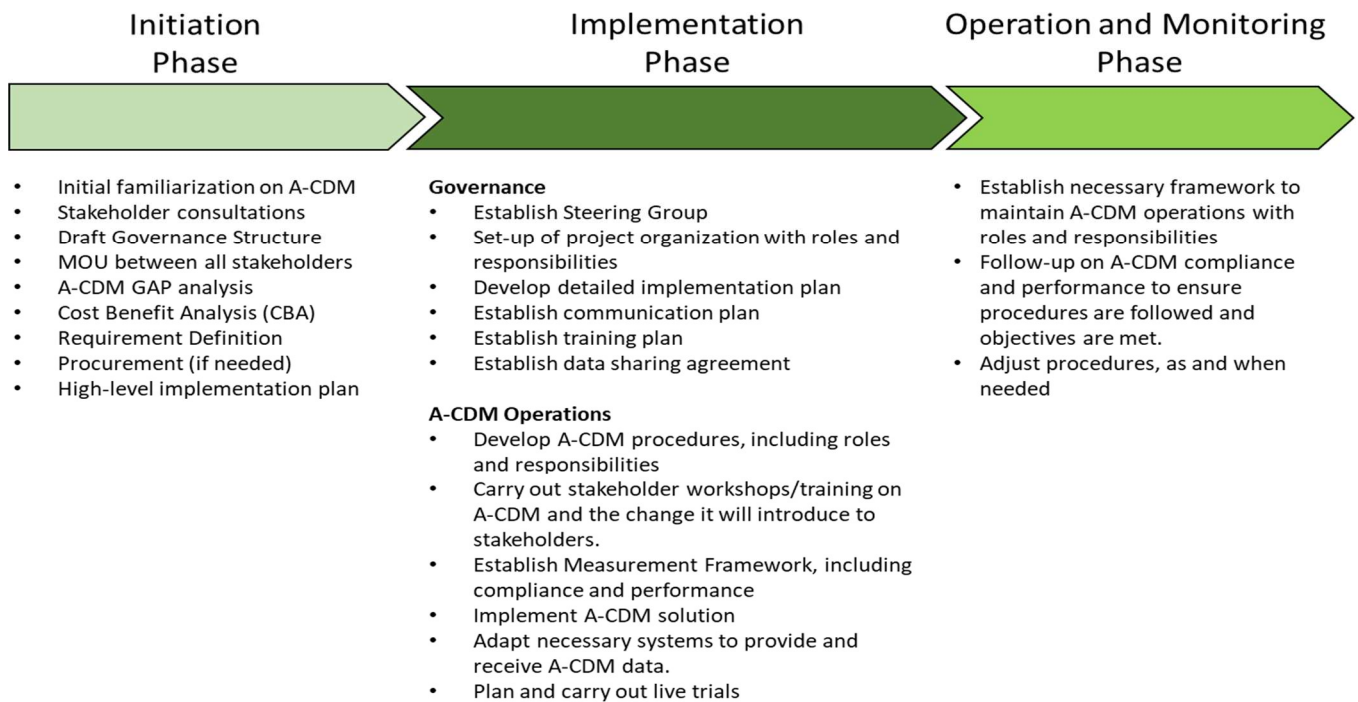 Initiation
Phase
Implementation
Phase
Operation and Monitoring
Phase
• Initial familiarization on A-CDM
• Stakeholder consultations
• Draft Governance Structure
• MOU between all stakeholders
• A-CDM GAP analysis
• Cost Benefit Analysis (CBA)
• Requirement Definition
• Procurement (if needed)
• High-level implementation plan
Governance
• Establish Steering Group
• Set-up of project organization with roles and
responsibilities
• Develop detailed implementation plan
• Establish communication plan
• Establish training plan
• Establish data sharing agreement
A-CDM Operations
• Develop A-CDM procedures, including roles
and responsibilities
• Carry out stakeholder workshops/training on
A-CDM and the change it will introduce to
stakeholders.
• Establish Measurement Framework, including
compliance and performance
• Implement A-CDM solution
• Adapt necessary systems to provide and
receive A-CDM data.
• Plan and carry out live trials
• Establish necessary framework to
maintain A-CDM operations with
roles and responsibilities
• Follow-up on A-CDM compliance
and performance to ensure
procedures are followed and
objectives are met.
• Adjust procedures, as and when
needed